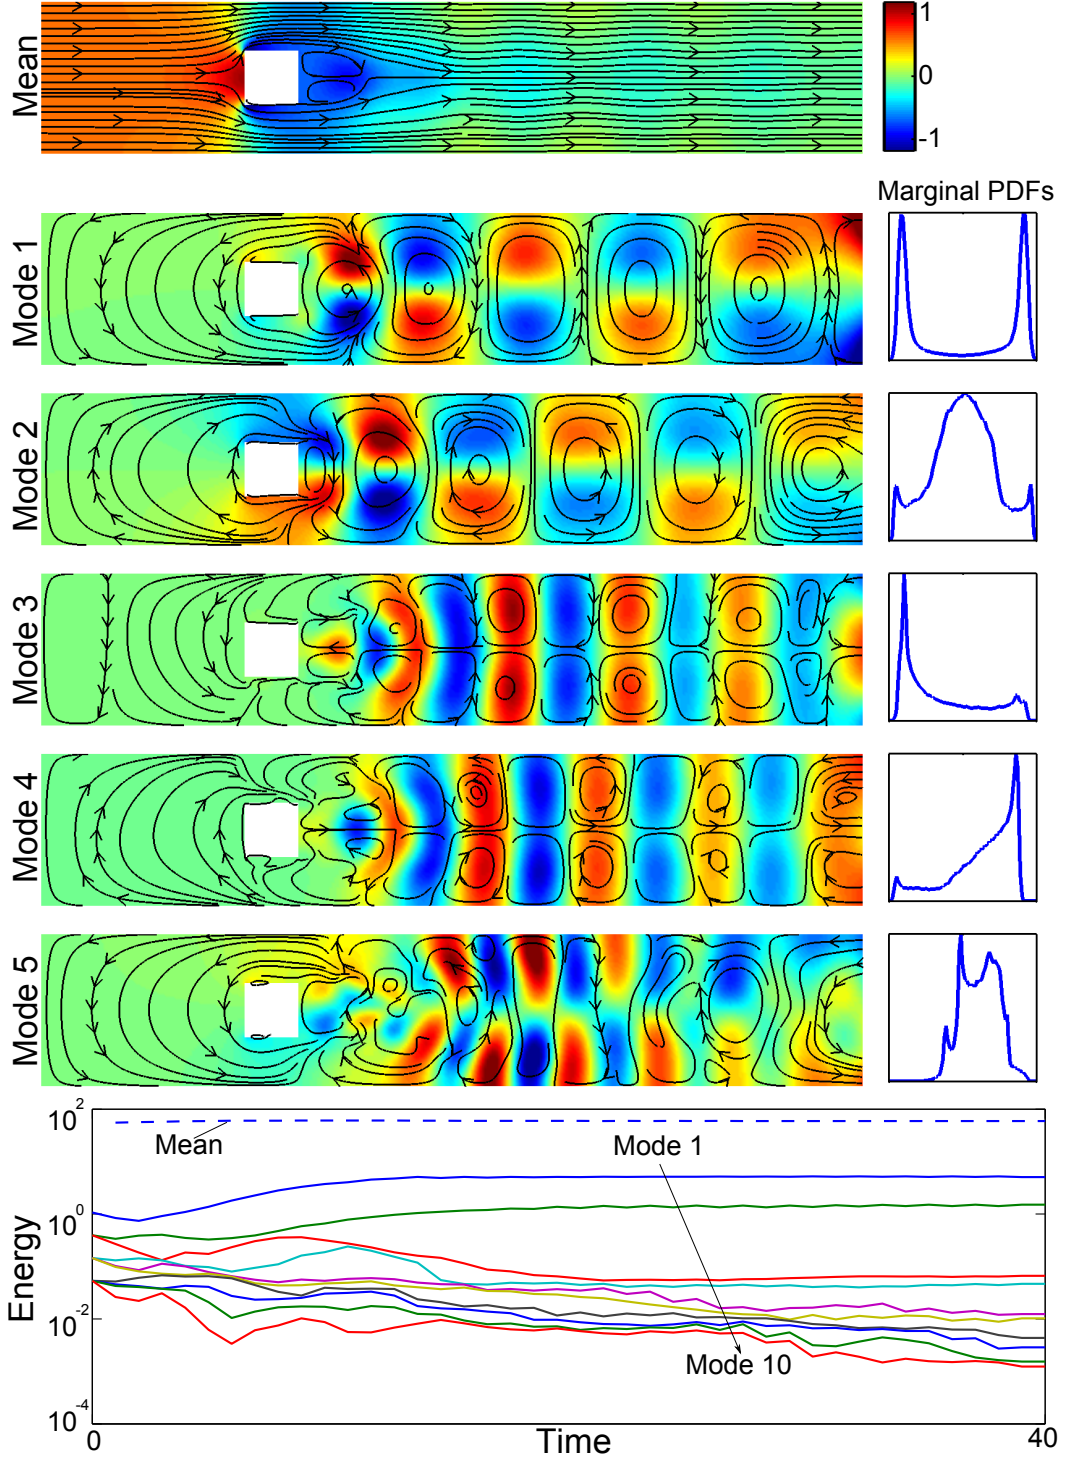 Mean
1
0
-1
Marginal PDFs
Mode 1
Mode 2
Mode 3
Mode 4
Mode 5
10^2
10^0
10^-2
10^-4
Energy
Mean
Mode 1
Mode 10
0
Time
40